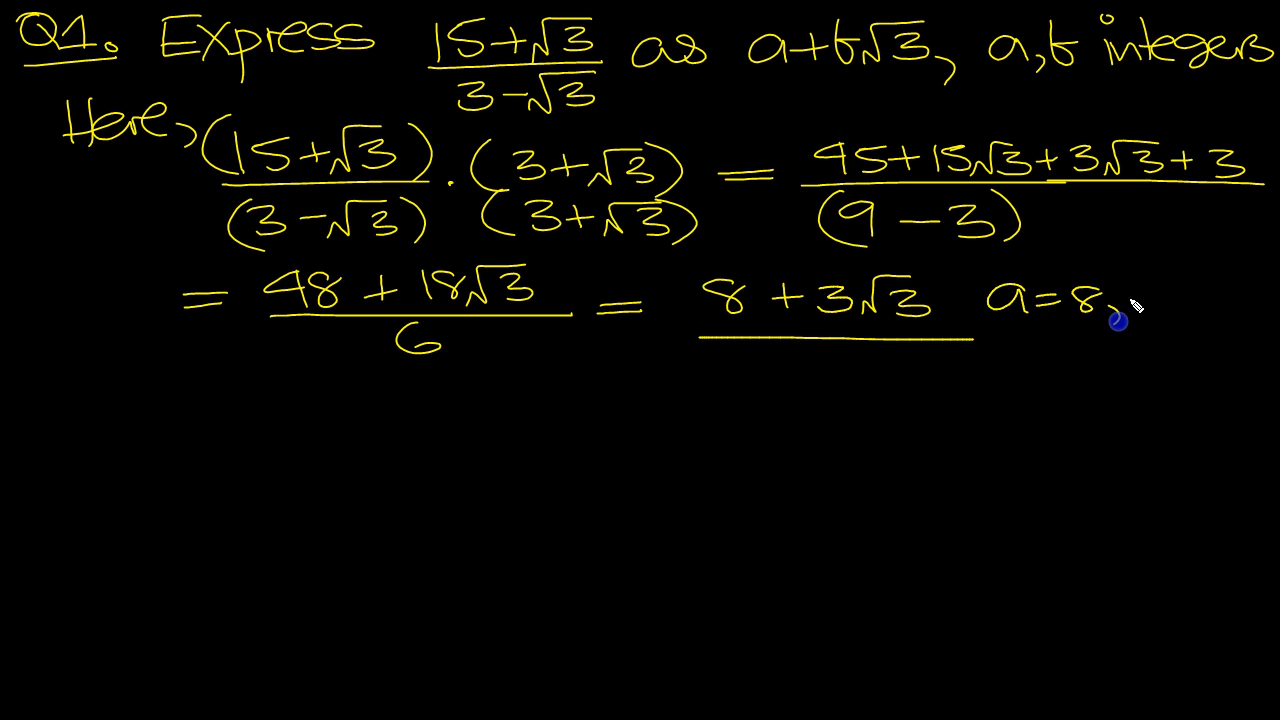 Q1. Express (15+√3)/(3-√3) as a+b√3, a,b integers
Here, (15+√3)/(3-√3) . (3+√3)/(3+√3) = (45+15√3+3√3+3)/(9-3)
= (48+18√3)/6 = 8+3√3 a=8,